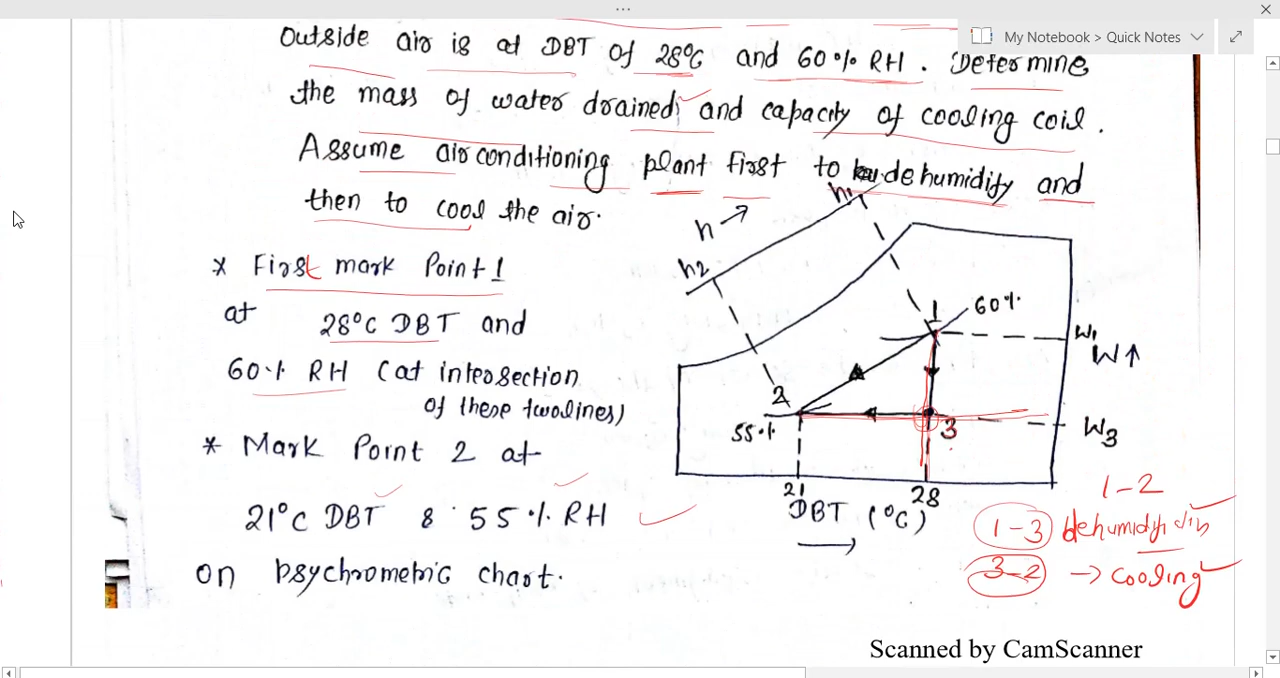 My Notebook > Quick Notes
Outside air is at DBT of 28°C and 60% RH. Determine
the mass of water drained, and capacity of cooling coil.
Assume airconditioning plant first to dehumidify and
then to cool the air.
* First mark Point 1
at 28°C DBT and
60% RH (at intersection
of these two lines)
* Mark Point 2 at
21°C DBT & 55% RH
on psychrometric chart.
h →
h1
h2
1
60%
W1
W↑
2
55%
3
W3
21
28
DBT (°C)
→
1-2
1-3 dehumidification
3-2 → cooling
Scanned by CamScanner